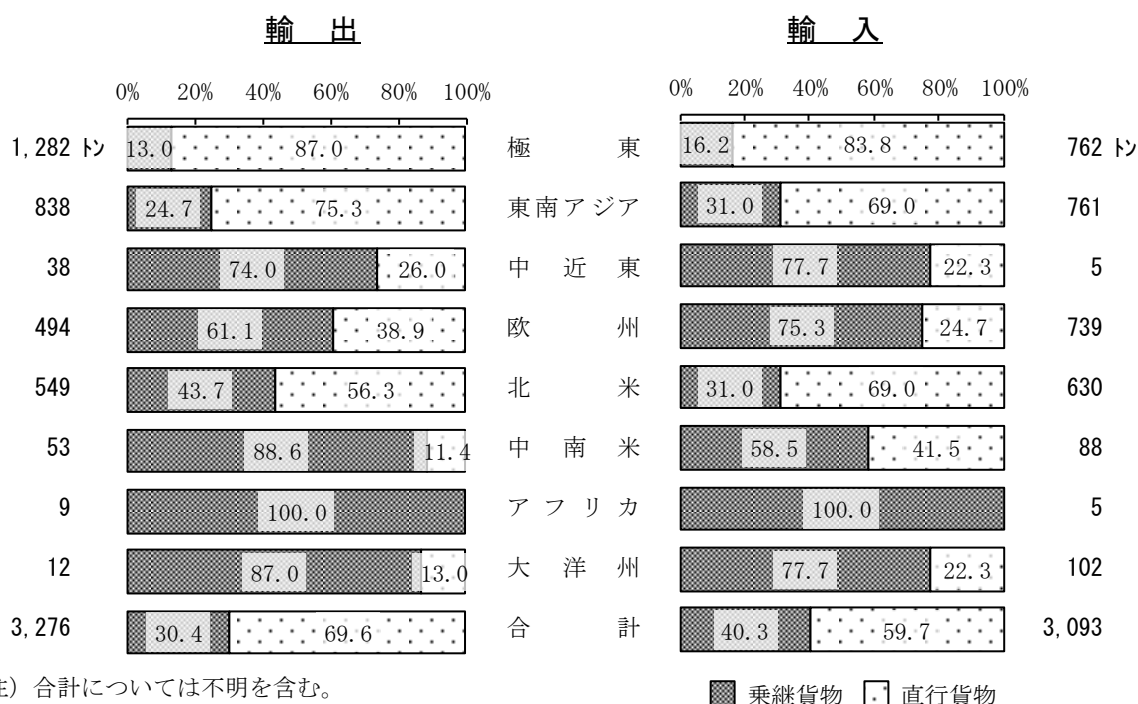 輸 出 輸 入
0% 20% 40% 60% 80% 100% 0% 20% 40% 60% 80% 100%
1,282 トン 13.0 87.0 極 東 16.2 83.8 762 トン
838 24.7 75.3 東南アジア 31.0 69.0 761
38 74.0 26.0 中 近 東 77.7 22.3 5
494 61.1 38.9 欧 州 75.3 24.7 739
549 43.7 56.3 北 米 31.0 69.0 630
53 88.6 11.4 中 南 米 58.5 41.5 88
9 100.0 ア フ リ カ 100.0 5
12 87.0 13.0 大 洋 州 77.7 22.3 102
3,276 30.4 69.6 合 計 40.3 59.7 3,093
注）合計については不明を含む。
乗継貨物 直行貨物